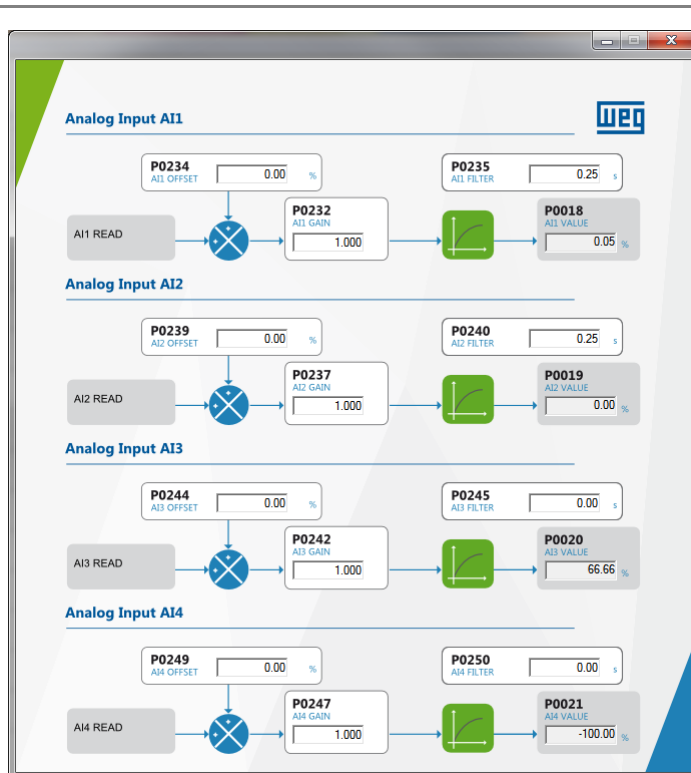 Analog Input AI1
WEG
P0234
AI1 OFFSET
0.00 %
P0235
AI1 FILTER
0.25 s
AI1 READ
P0232
AI1 GAIN
1.000
P0018
AI1 VALUE
0.05 %
Analog Input AI2
P0239
AI2 OFFSET
0.00 %
P0240
AI2 FILTER
0.25 s
AI2 READ
P0237
AI2 GAIN
1.000
P0019
AI2 VALUE
0.00 %
Analog Input AI3
P0244
AI3 OFFSET
0.00 %
P0245
AI3 FILTER
0.00 s
AI3 READ
P0242
AI3 GAIN
1.000
P0020
AI3 VALUE
66.66 %
Analog Input AI4
P0249
AI4 OFFSET
0.00 %
P0250
AI4 FILTER
0.00 s
AI4 READ
P0247
AI4 GAIN
1.000
P0021
AI4 VALUE
-100.00 %